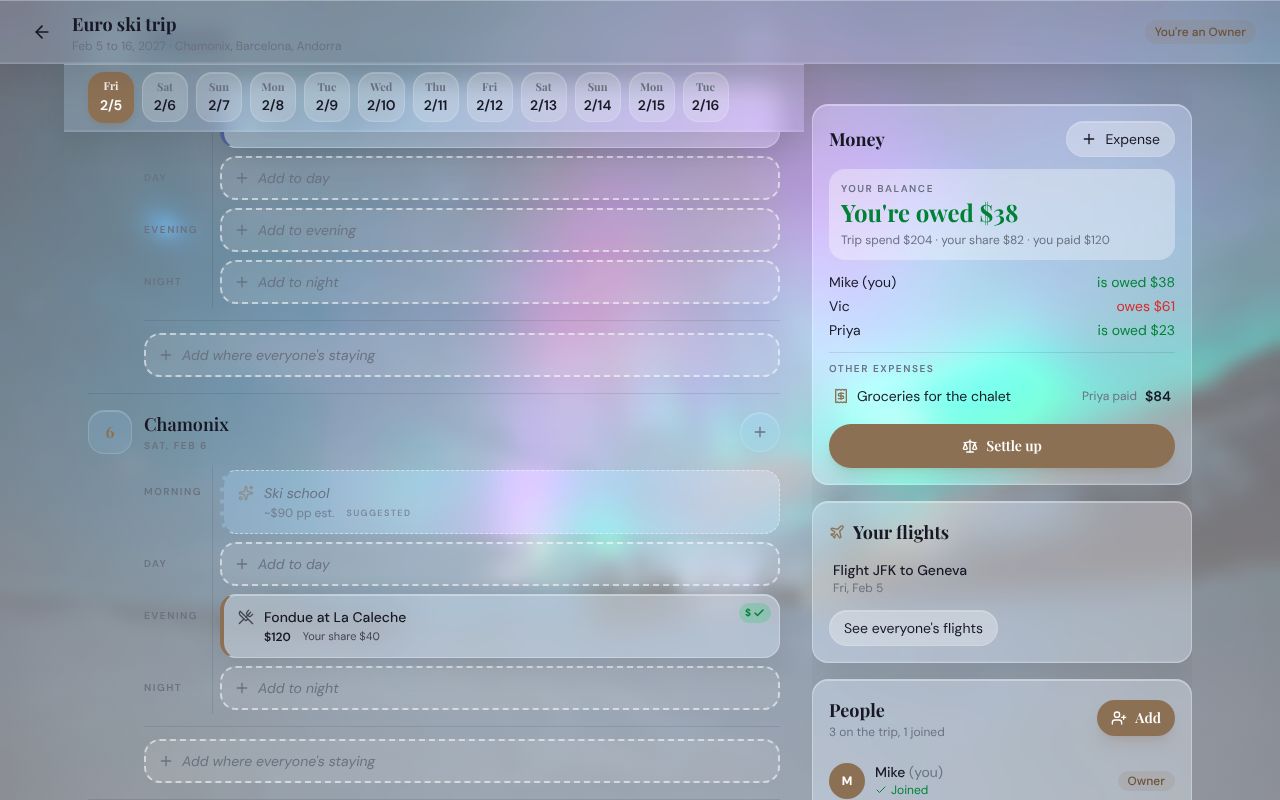 Euro ski trip
Feb 5 to 16, 2027 · Chamonix, Barcelona, Andorra
You're an Owner
Fri 2/5
Sat 2/6
Sun 2/7
Mon 2/8
Tue 2/9
Wed 2/10
Thu 2/11
Fri 2/12
Sat 2/13
Sun 2/14
Mon 2/15
Tue 2/16
DAY
Add to day
EVENING
Add to evening
NIGHT
Add to night
Add where everyone's staying
6
Chamonix
SAT, FEB 6
MORNING
Ski school
~$90 pp est. SUGGESTED
DAY
Add to day
EVENING
Fondue at La Caleche
$120 Your share $40
$
NIGHT
Add to night
Add where everyone's staying
Money
Expense
YOUR BALANCE
You're owed $38
Trip spend $204 · your share $82 · you paid $120
Mike (you) is owed $38
Vic owes $61
Priya is owed $23
OTHER EXPENSES
Groceries for the chalet Priya paid $84
Settle up
Your flights
Flight JFK to Geneva
Fri, Feb 5
See everyone's flights
People
3 on the trip, 1 joined
Add
M
Mike (you)
Joined
Owner